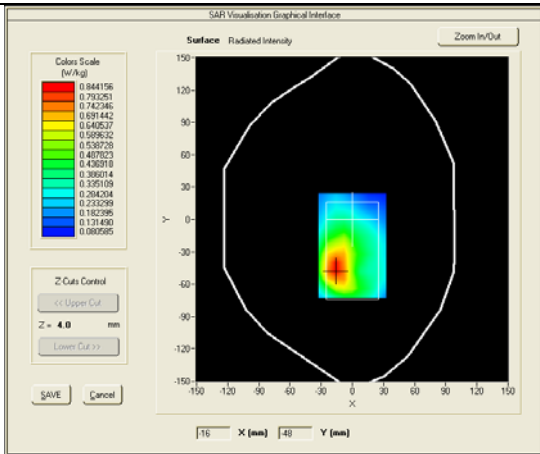 SAR Visualisation Graphical Interface
Surface Radiated Intensity
Zoom In/Out
Colors Scale
(W/kg)
0.844156
0.793251
0.742346
0.691442
0.640537
0.589632
0.538728
0.487823
0.436918
0.386014
0.335109
0.284204
0.233299
0.182395
0.131490
0.080585
Z Cuts Control
<< Upper Cut
Z = 4.0 mm
Lower Cut >>
SAVE
Cancel
150
120
90
60
30
0
-30
-60
-90
-120
-150
Y
-150 -120 -90 -60 -30 0 30 60 90 120 150
X
-16 X (mm) -48 Y (mm)